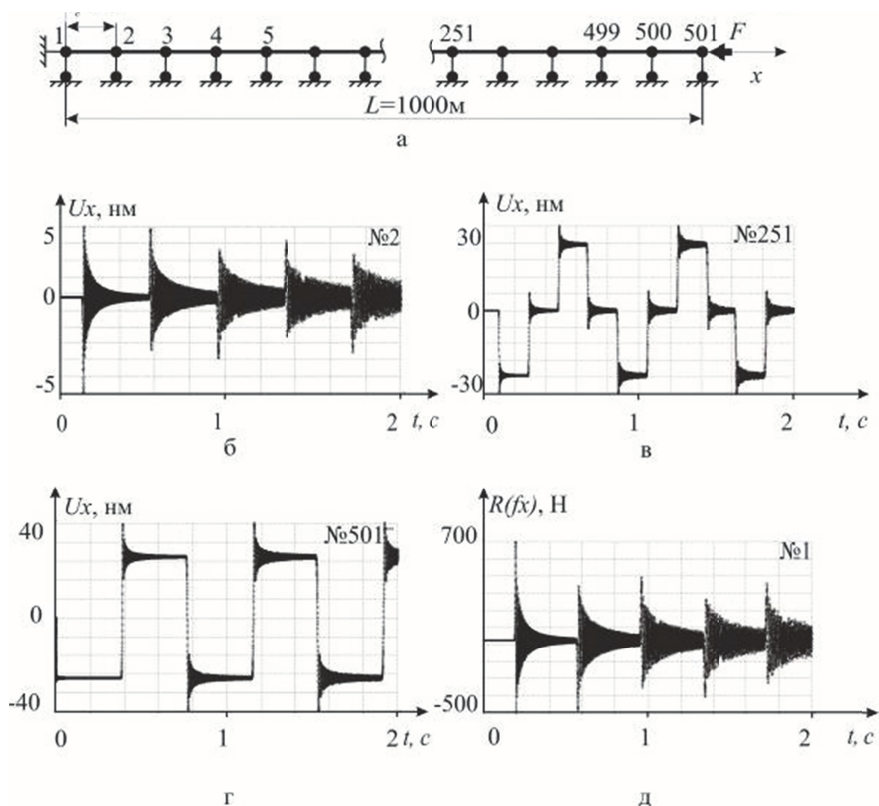 1 2 3 4 5 251 499 500 501 F
x
L=1000м
а
Ux, нм
№2
5
0
-5
0 1 2 t, с
б
Ux, нм
№251
30
0
-30
0 1 2 t, с
в
Ux, нм
№501
40
0
-40
0 1 2 t, с
г
R(fx), Н
№1
700
-500
0 1 2 t, с
д